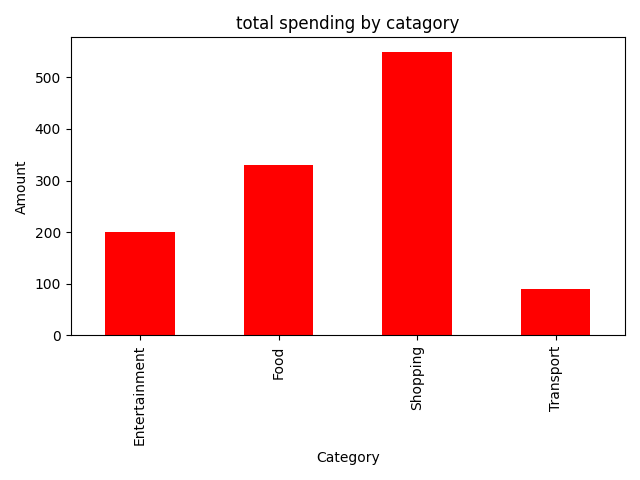 total spending by catagory
Amount
500
400
300
200
100
0
Entertainment
Food
Shopping
Transport
Category